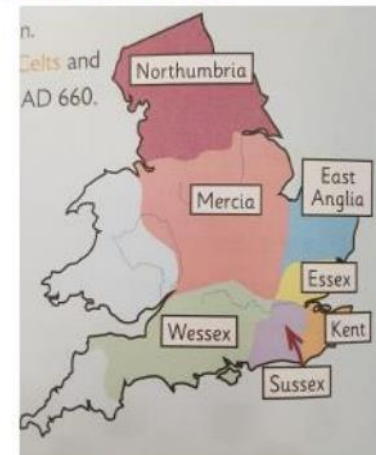 n.
Celts and
AD 660.
Northumbria
Mercia
East
Anglia
Essex
Kent
Wessex
Sussex